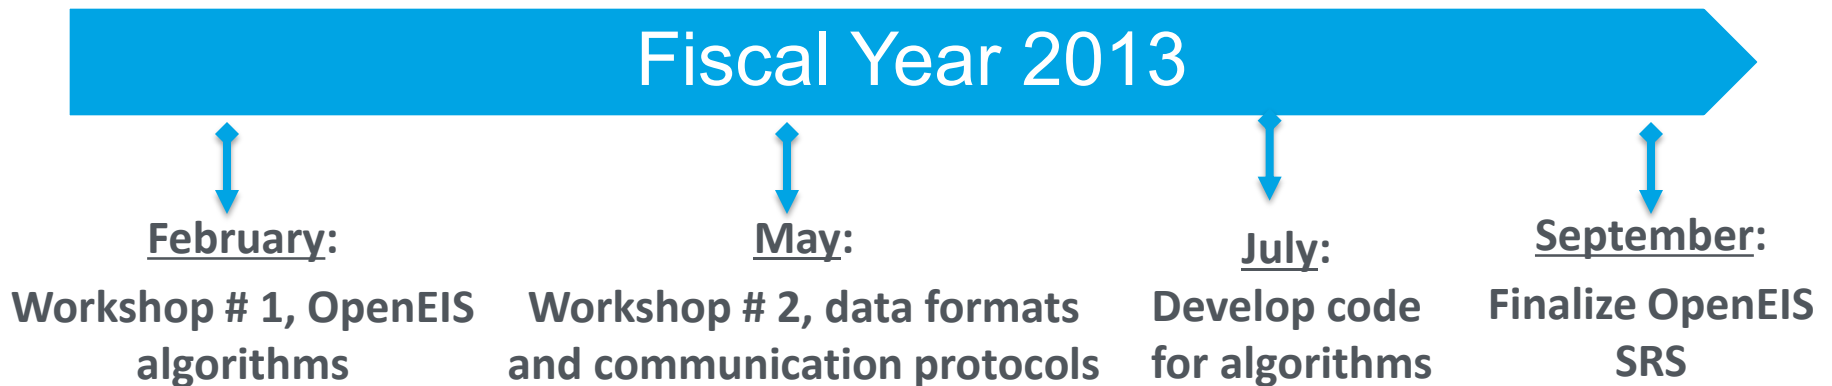 Fiscal Year 2013
February:
Workshop # 1, OpenEIS
algorithms
May:
Workshop # 2, data formats
and communication protocols
July:
Develop code
for algorithms
September:
Finalize OpenEIS
SRS